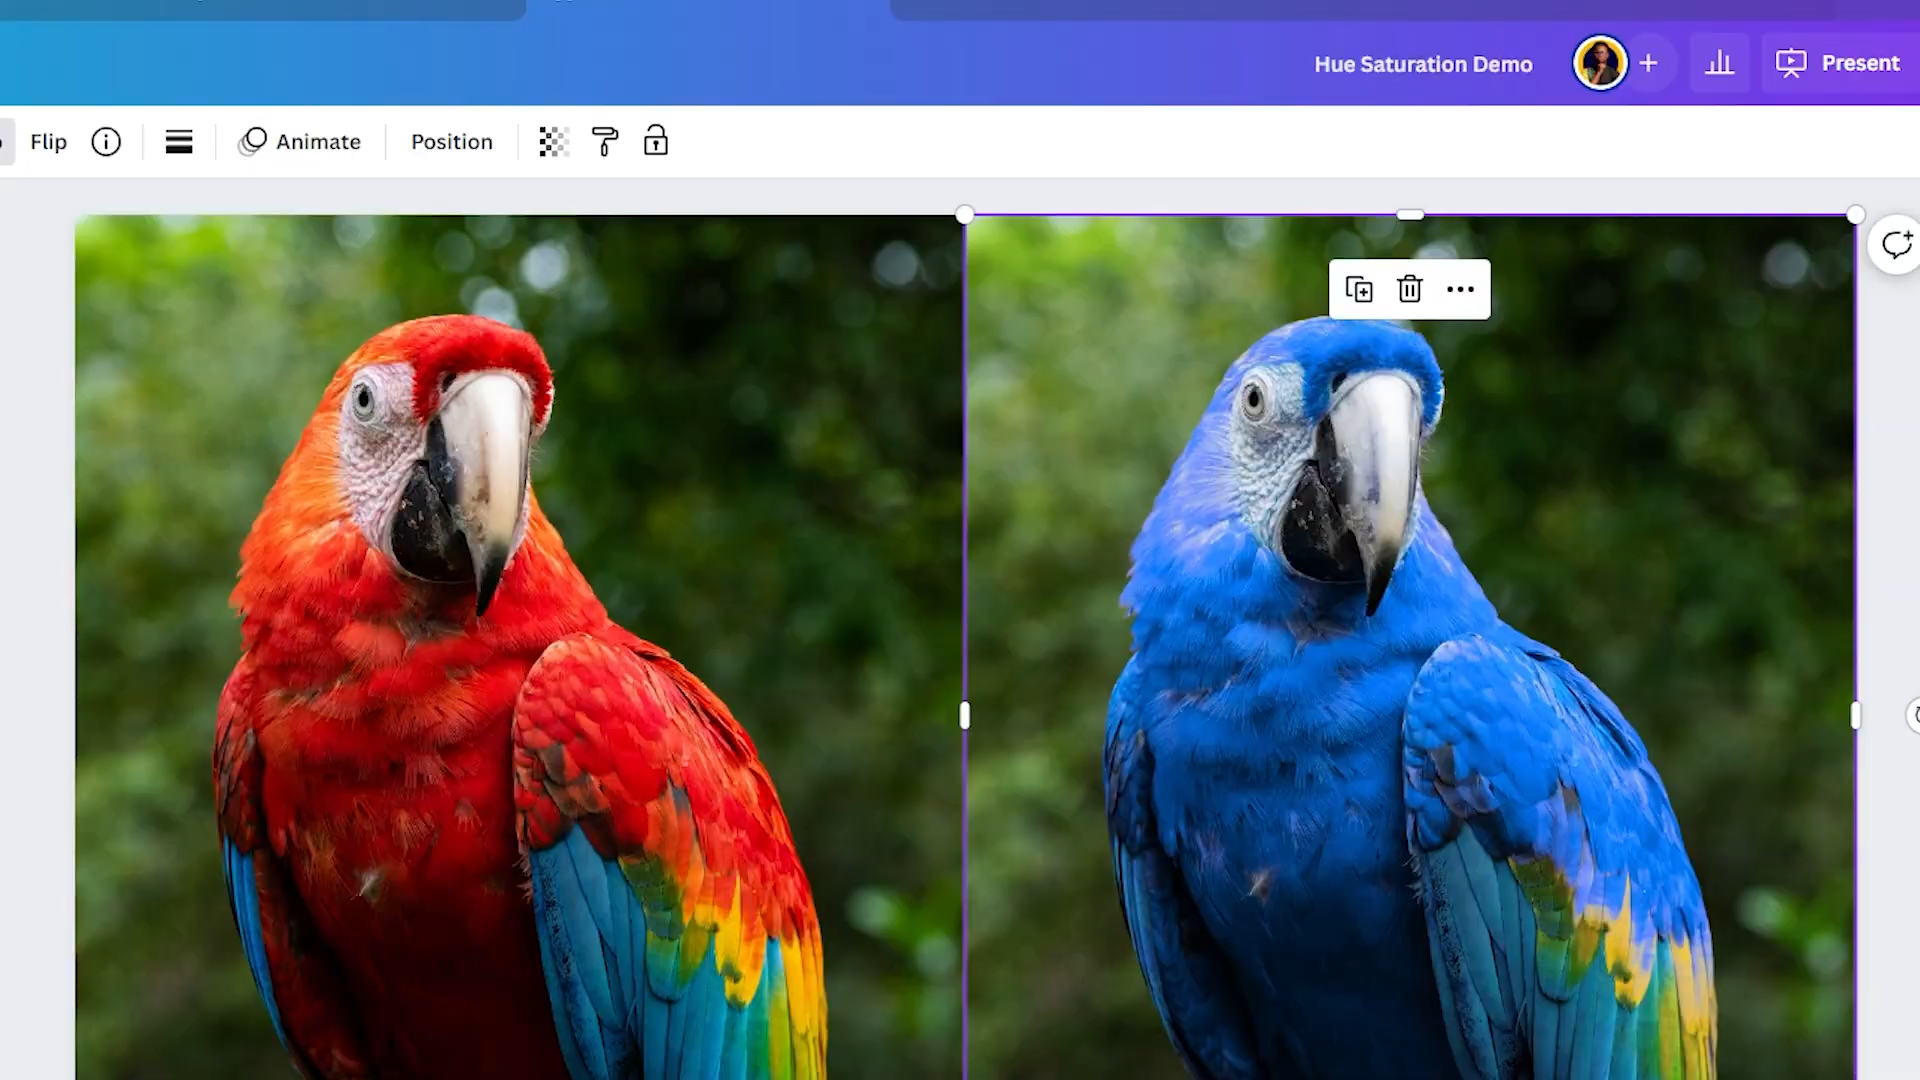 Hue Saturation Demo
Present
Flip
Animate
Position